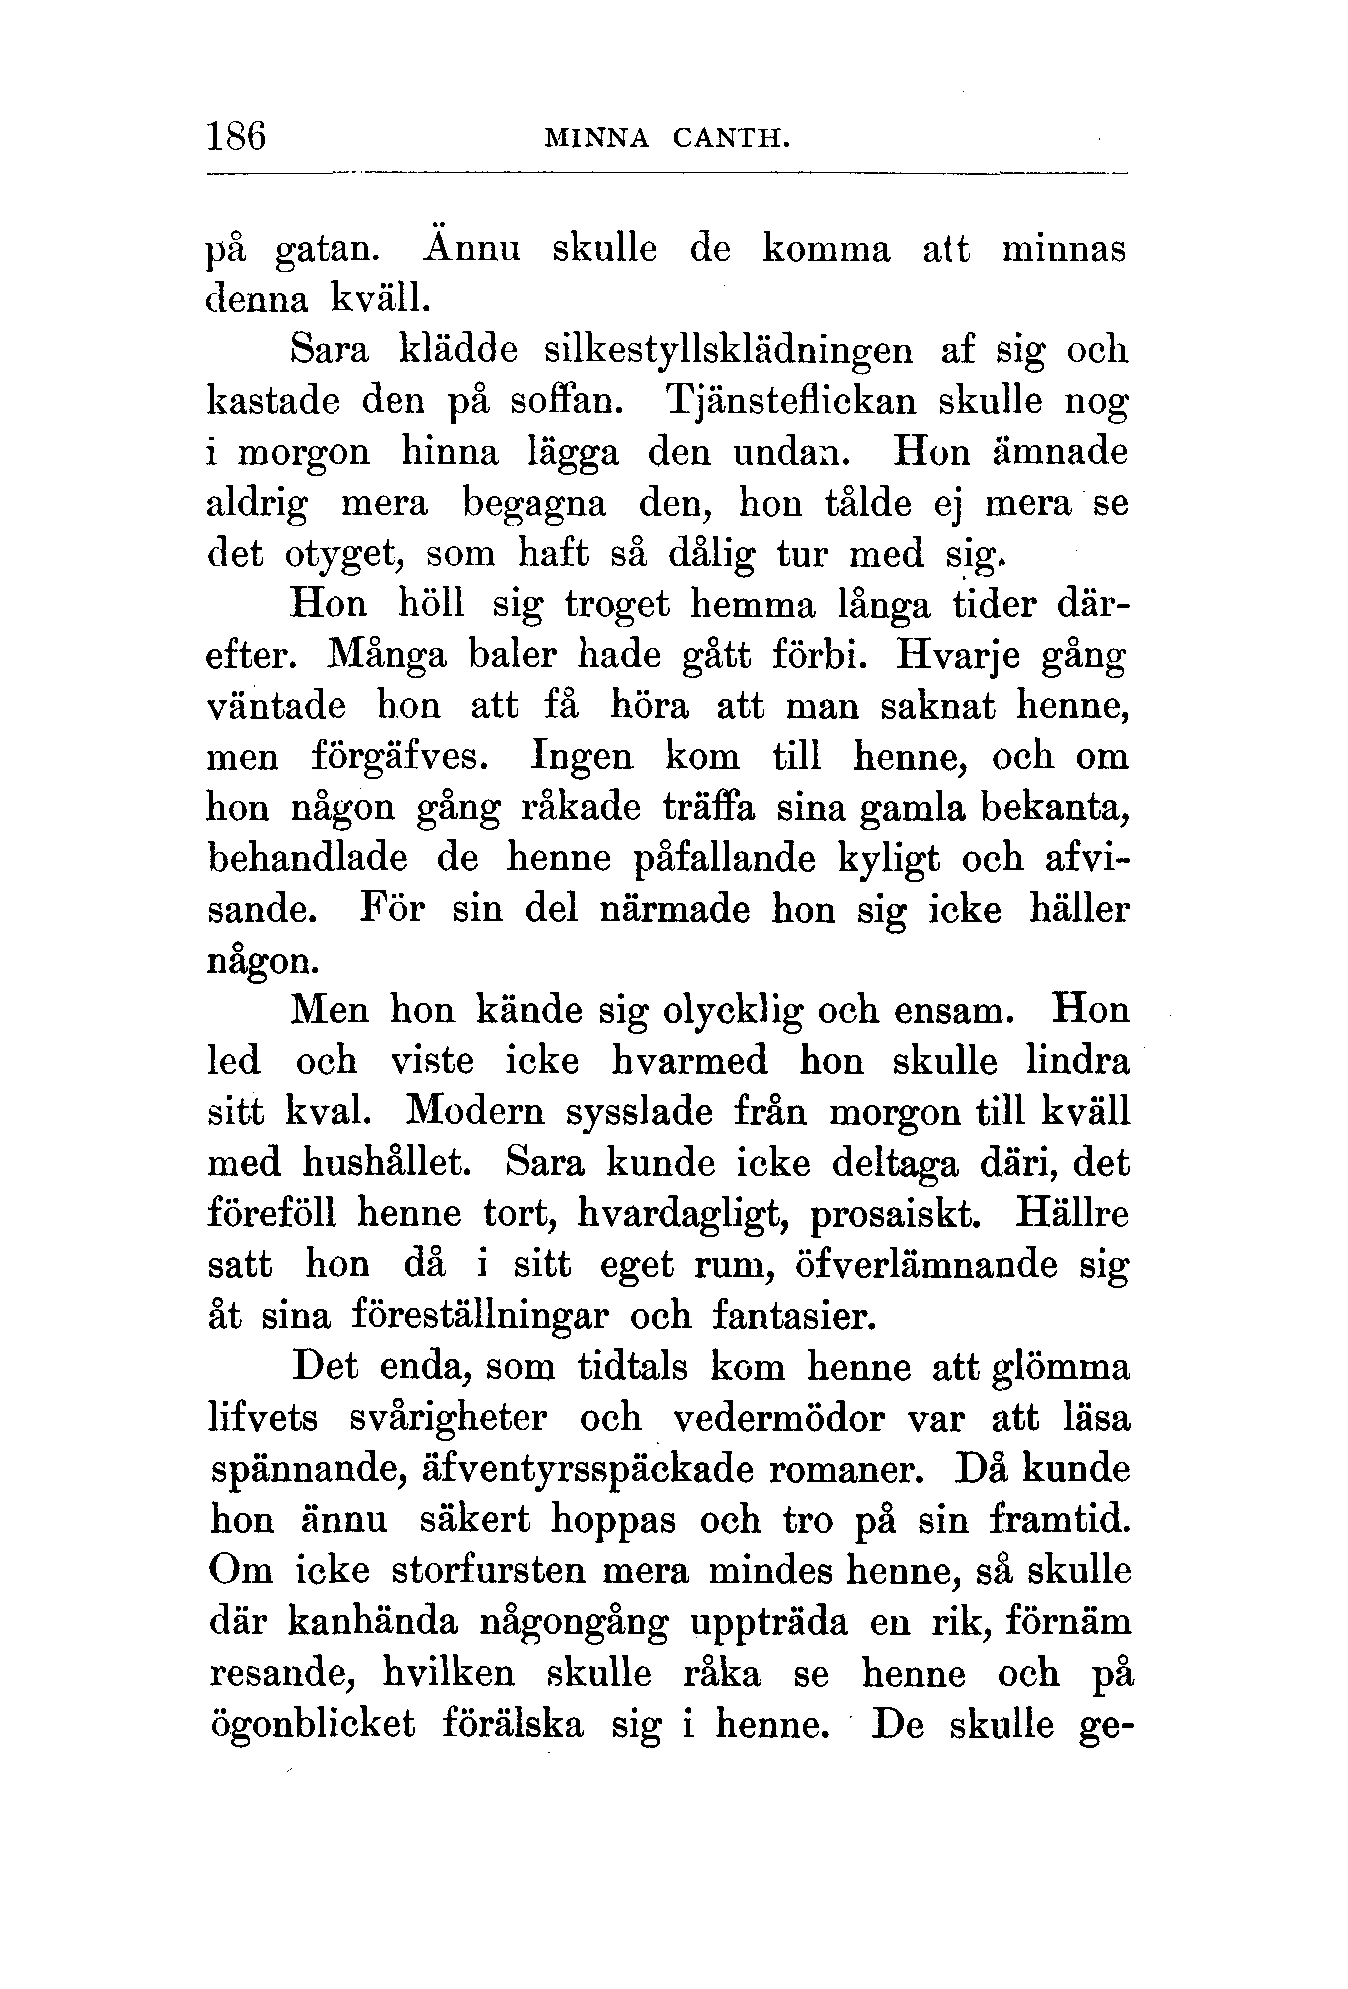 186 MINNA CANTH.
på gatan. Ännu skulle de komma att minnas
denna kväll.
Sara klädde silkestyllsklädningen af sig och
kastade den på soffan. Tjänsteflickan skulle nog
i morgon hinna lägga den undan. Hon ämnade
aldrig mera begagna den, hon tålde ej mera se
det otyget, som haft så dålig tur med sig.
Hon höll sig troget hemma långa tider där-
efter. Många baler hade gått förbi. Hvarje gång
väntade hon att få höra att man saknat henne,
men förgäfves. Ingen kom till henne, och om
hon någon gång råkade träffa sina gamla bekanta,
behandlade de henne påfallande kyligt och afvi-
sande. För sin del närmade hon sig icke häller
någon.
Men hon kände sig olycklig och ensam. Hon
led och viste icke hvarmed hon skulle lindra
sitt kval. Modern sysslade från morgon till kväll
med hushållet. Sara kunde icke deltaga däri, det
föreföll henne tort, hvardagligt, prosaiskt. Hällre
satt hon då i sitt eget rum, öfverlämnande sig
åt sina föreställningar och fantasier.
Det enda, som tidtals kom henne att glömma
lifvets svårigheter och vedermödor var att läsa
spännande, äfventyrsspäckade romaner. Då kunde
hon ännu säkert hoppas och tro på sin framtid.
Om icke storfursten mera mindes henne, så skulle
där kanhända någongång uppträda en rik, förnäm
resande, hvilken skulle råka se henne och på
ögonblicket förälska sig i henne. De skulle ge-